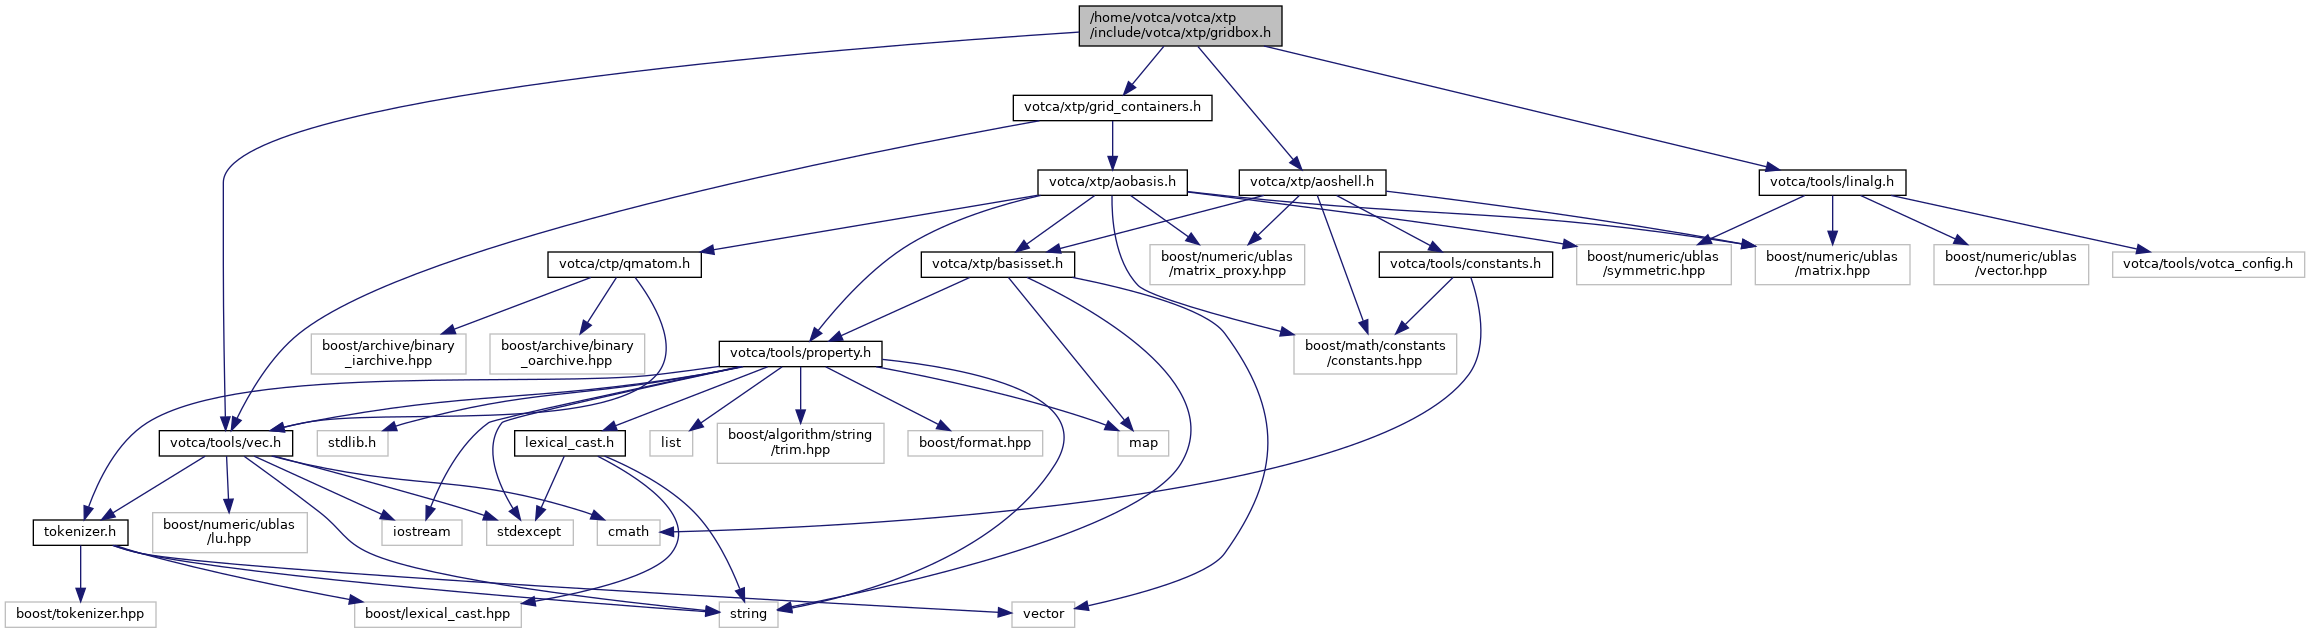 /home/votca/votca/xtp
/include/votca/xtp/gridbox.h
votca/xtp/grid_containers.h
votca/xtp/aobasis.h
votca/xtp/aoshell.h
votca/tools/linalg.h
votca/ctp/qmatom.h
votca/xtp/basisset.h
boost/numeric/ublas
/matrix_proxy.hpp
votca/tools/constants.h
boost/numeric/ublas
/symmetric.hpp
boost/numeric/ublas
/matrix.hpp
boost/numeric/ublas
/vector.hpp
votca/tools/votca_config.h
boost/archive/binary
_iarchive.hpp
boost/archive/binary
_oarchive.hpp
votca/tools/property.h
boost/math/constants
/constants.hpp
votca/tools/vec.h
stdlib.h
lexical_cast.h
list
boost/algorithm/string
/trim.hpp
boost/format.hpp
map
tokenizer.h
boost/numeric/ublas
/lu.hpp
iostream
stdexcept
cmath
boost/tokenizer.hpp
boost/lexical_cast.hpp
string
vector